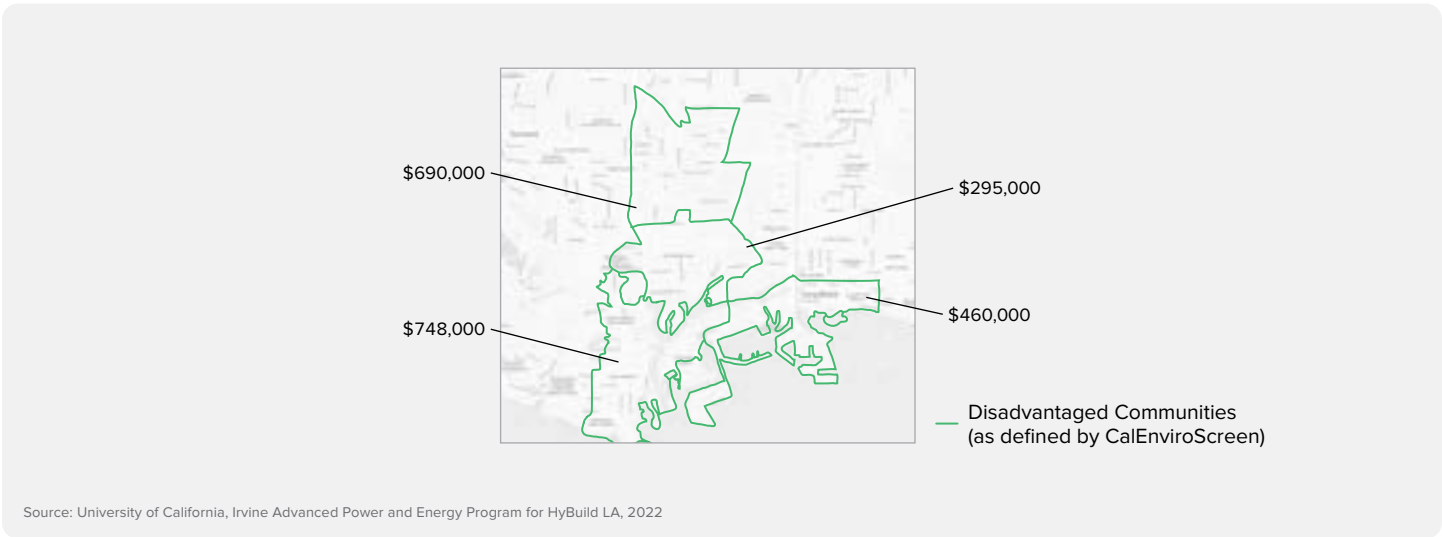 $690,000
$295,000
$460,000
$748,000
Disadvantaged Communities
(as defined by CalEnviroScreen)
Source: University of California, Irvine Advanced Power and Energy Program for HyBuild LA, 2022